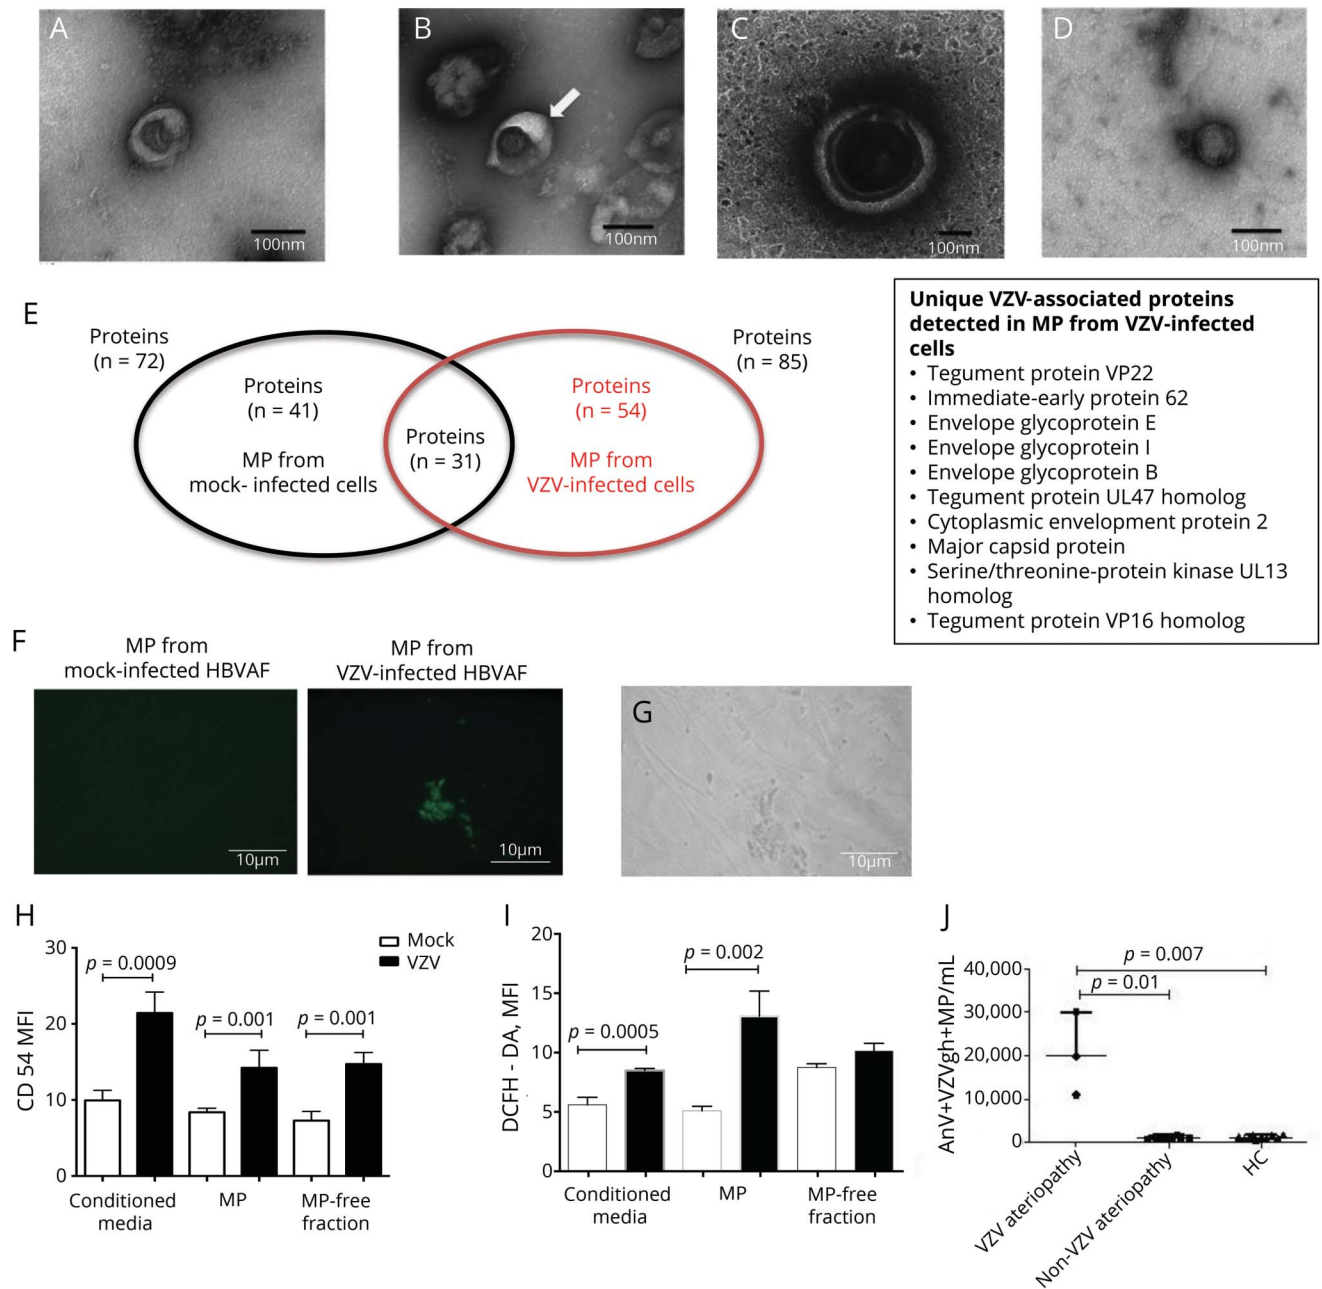 A
B
C
D
100nm
100nm
100nm
100nm
E
Proteins
(n = 72)
Proteins
(n = 41)
MP from
mock- infected cells
Proteins
(n = 31)
Proteins
(n = 54)
MP from
VZV-infected cells
Proteins
(n = 85)
Unique VZV-associated proteins
detected in MP from VZV-infected
cells
• Tegument protein VP22
• Immediate-early protein 62
• Envelope glycoprotein E
• Envelope glycoprotein I
• Envelope glycoprotein B
• Tegument protein UL47 homolog
• Cytoplasmic envelopment protein 2
• Major capsid protein
• Serine/threonine-protein kinase UL13
homolog
• Tegument protein VP16 homolog
F
MP from
mock-infected HBVAF
10µm
MP from
VZV-infected HBVAF
10µm
G
10µm
H
CD 54 MFI
30
20
10
0
p = 0.0009
p = 0.001
p = 0.001
Mock
VZV
Conditioned
media
MP
MP-free
fraction
I
DCFH - DA, MFI
20
15
10
5
0
p = 0.0005
p = 0.002
Conditioned
media
MP
MP-free
fraction
J
AnV+VZVgh+MP/mL
40,000
30,000
20,000
10,000
0
p = 0.007
p = 0.01
VZV ateriopathy
Non-VZV ateriopathy
HC